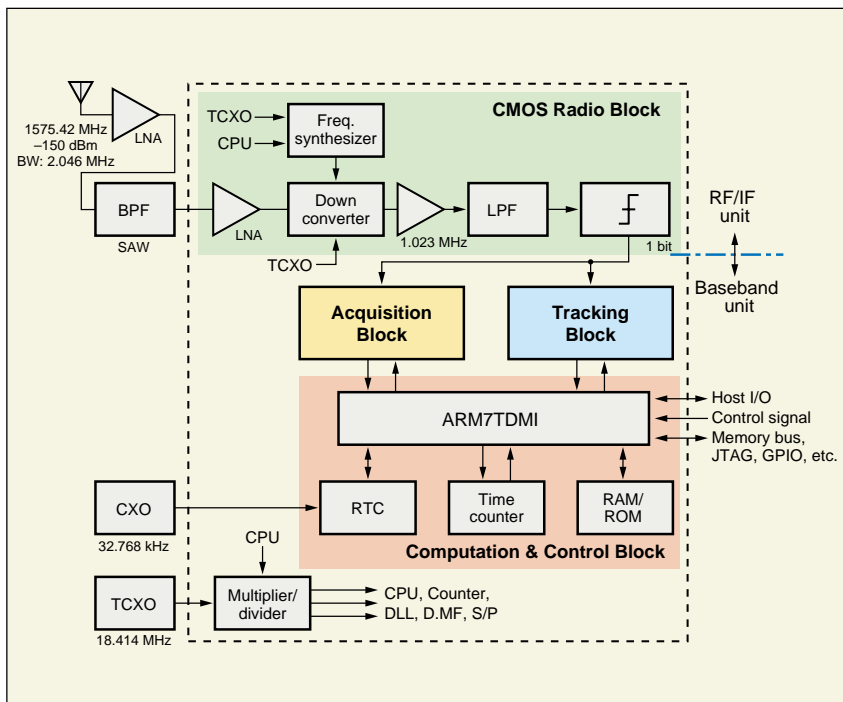 CMOS Radio Block
TCXO
CPU
Freq.
synthesizer
1575.42 MHz
–150 dBm
BW: 2.046 MHz
LNA
BPF
SAW
LNA
Down
converter
TCXO
1.023 MHz
LPF
1 bit
RF/IF
unit
Baseband
unit
Acquisition
Block
Tracking
Block
ARM7TDMI
Host I/O
Control signal
Memory bus,
JTAG, GPIO, etc.
RTC
Time
counter
RAM/
ROM
Computation & Control Block
CXO
32.768 kHz
CPU
TCXO
18.414 MHz
Multiplier/
divider
CPU, Counter,
DLL, D.MF, S/P